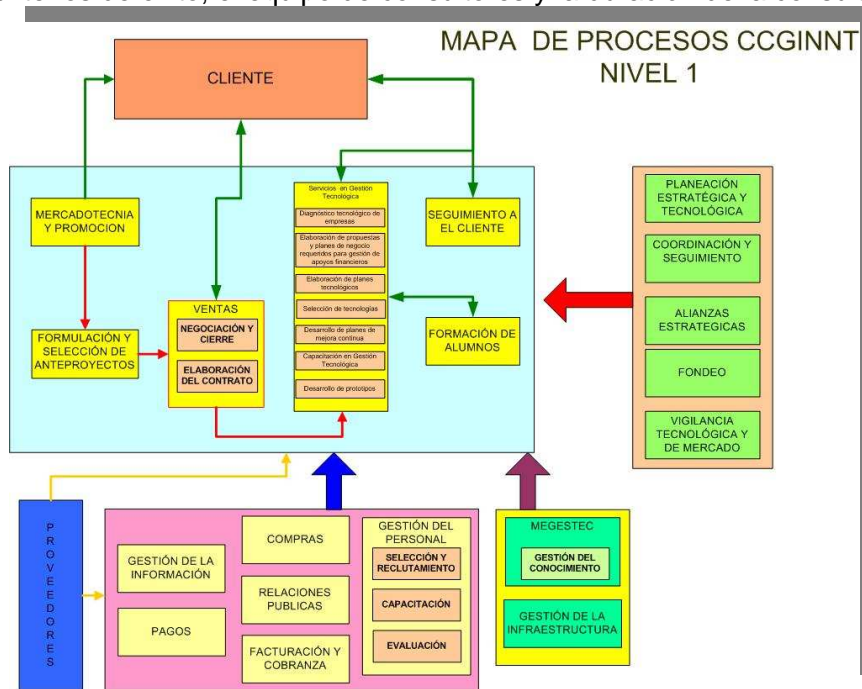 MAPA DE PROCESOS CCGINNT
NIVEL 1
CLIENTE
MERCADOTECNIA
Y PROMOCION
FORMULACIÓN Y
SELECCIÓN DE
ANTEPROYECTOS
VENTAS
NEGOCIACIÓN Y
CIERRE
ELABORACIÓN
DEL CONTRATO
Servicios en Gestión
Tecnológica
Diagnóstico tecnológico de
empresas
Elaboración de propuestas
y planes de negocio
requeridos para gestión de
apoyos financieros
Elaboración de planes
tecnológicos
Selección de tecnologías
Desarrollo de planes de
mejora continua
Capacitación en Gestión
Tecnológica
Desarrollo de prototipos
SEGUIMIENTO A
EL CLIENTE
FORMACIÓN DE
ALUMNOS
PLANEACIÓN
ESTRATÉGICA Y
TECNOLÓGICA
COORDINACIÓN Y
SEGUIMIENTO
ALIANZAS
ESTRATEGICAS
FONDEO
VIGILANCIA
TECNOLÓGICA Y
DE MERCADO
PROVEEDORES
GESTIÓN DE LA
INFORMACIÓN
PAGOS
COMPRAS
RELACIONES
PUBLICAS
FACTURACIÓN Y
COBRANZA
GESTIÓN DEL
PERSONAL
SELECCIÓN Y
RECLUTAMIENTO
CAPACITACIÓN
EVALUACIÓN
MEGESTEC
GESTIÓN DEL
CONOCIMIENTO
GESTIÓN DE LA
INFRAESTRUCTURA